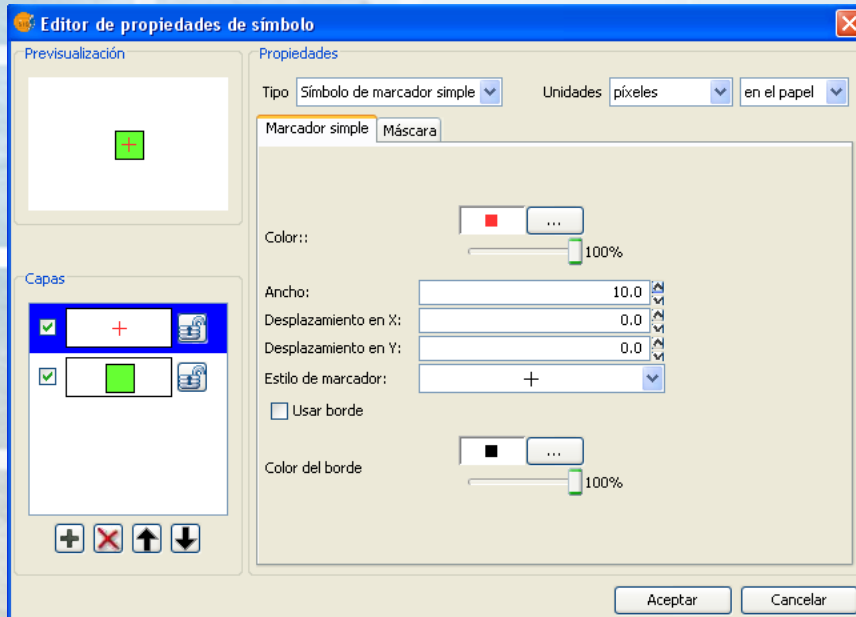 Editor de propiedades de símbolo
Previsualización
Propiedades
Tipo Símbolo de marcador simple Unidades píxeles en el papel
Marcador simple Máscara
Color:: ...
100%
Capas
Ancho: 10.0
Desplazamiento en X: 0.0
Desplazamiento en Y: 0.0
Estilo de marcador:
Usar borde
Color del borde ...
100%
Aceptar Cancelar